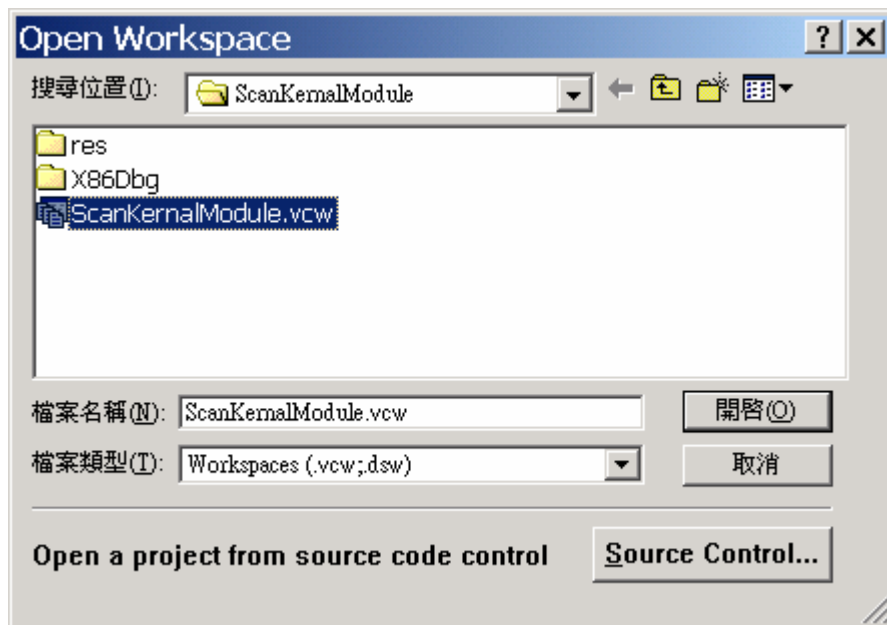 Open Workspace
搜尋位置(I): ScanKernalModule
res
X86Dbg
ScanKernalModule.vcw
檔案名稱(N): ScanKernalModule.vcw 開啓(O)
檔案類型(T): Workspaces (.vcw;.dsw) 取消
Open a project from source code control Source Control...